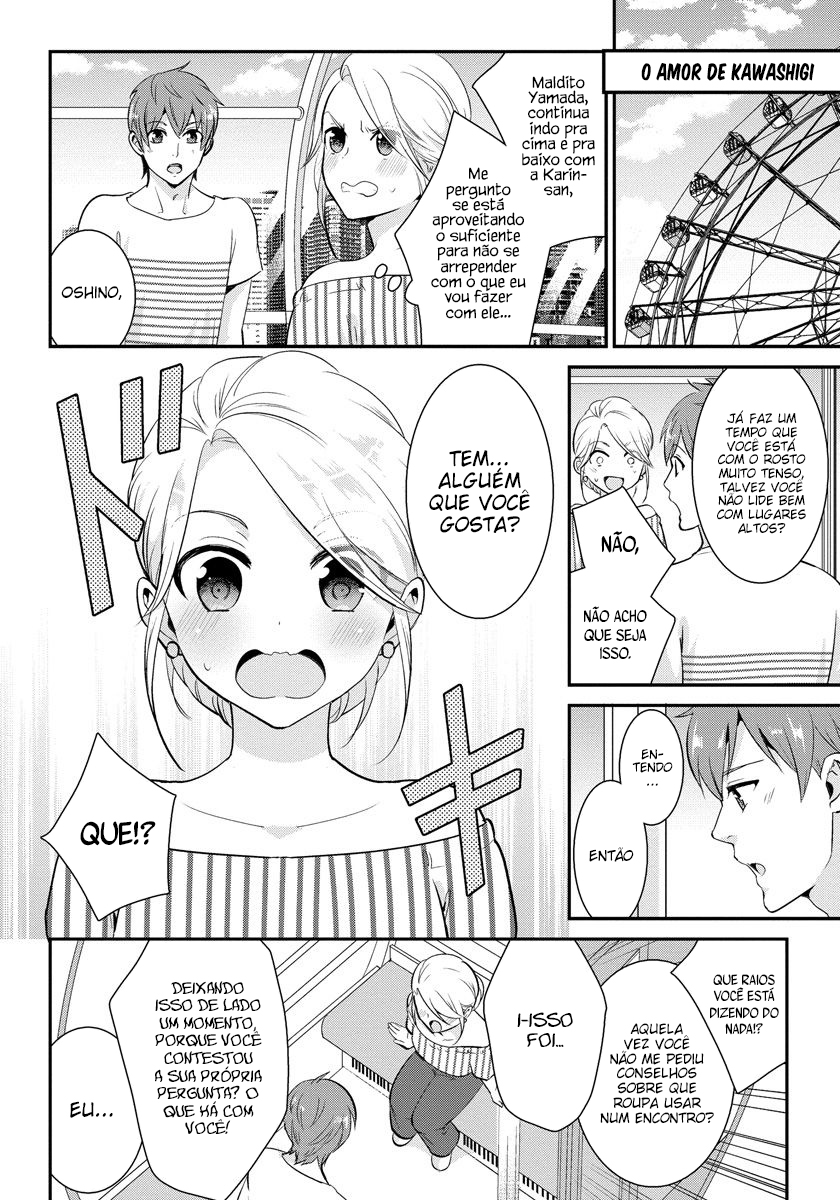 O AMOR DE KAWASHIGI
Maldito
Yamada,
continua
indo pra
cima e pra
baixo com
a Karin-
san,
Me
pergunto
se está
aproveitando
o suficiente
para não se
arrepender
com o que eu
vou fazer
com ele...
OSHINO,
JÁ FAZ UM
TEMPO QUE
VOCÊ ESTÁ
COM O ROSTO
MUITO TENSO,
TALVEZ VOCÊ
NÃO LIDE BEM
COM LUGARES
ALTOS?
NÃO,
NÃO ACHO
QUE SEJA
ISSO.
EN-
TENDO
...
ENTÃO
TEM...
ALGUÉM
QUE VOCÊ
GOSTA?
ドキ
QUE!?
QUE RAIOS
VOCÊ ESTÁ
DIZENDO DO
NADA!?
AQUELA
VEZ VOCÊ
NÃO ME PEDIU
CONSELHOS
SOBRE QUE
ROUPA USAR
NUM ENCONTRO?
I-ISSO
FOI...
DEIXANDO
ISSO DE LADO
UM MOMENTO,
PORQUE VOCÊ
CONTESTOU
A SUA PRÓPRIA
PERGUNTA? O
QUE HÁ COM
VOCÊ!
EU...